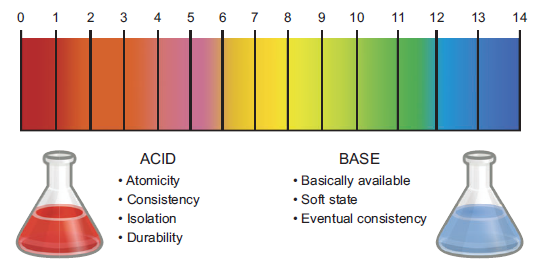 0 1 2 3 4 5 6 7 8 9 10 11 12 13 14
ACID
• Atomicity
• Consistency
• Isolation
• Durability
BASE
• Basically available
• Soft state
• Eventual consistency